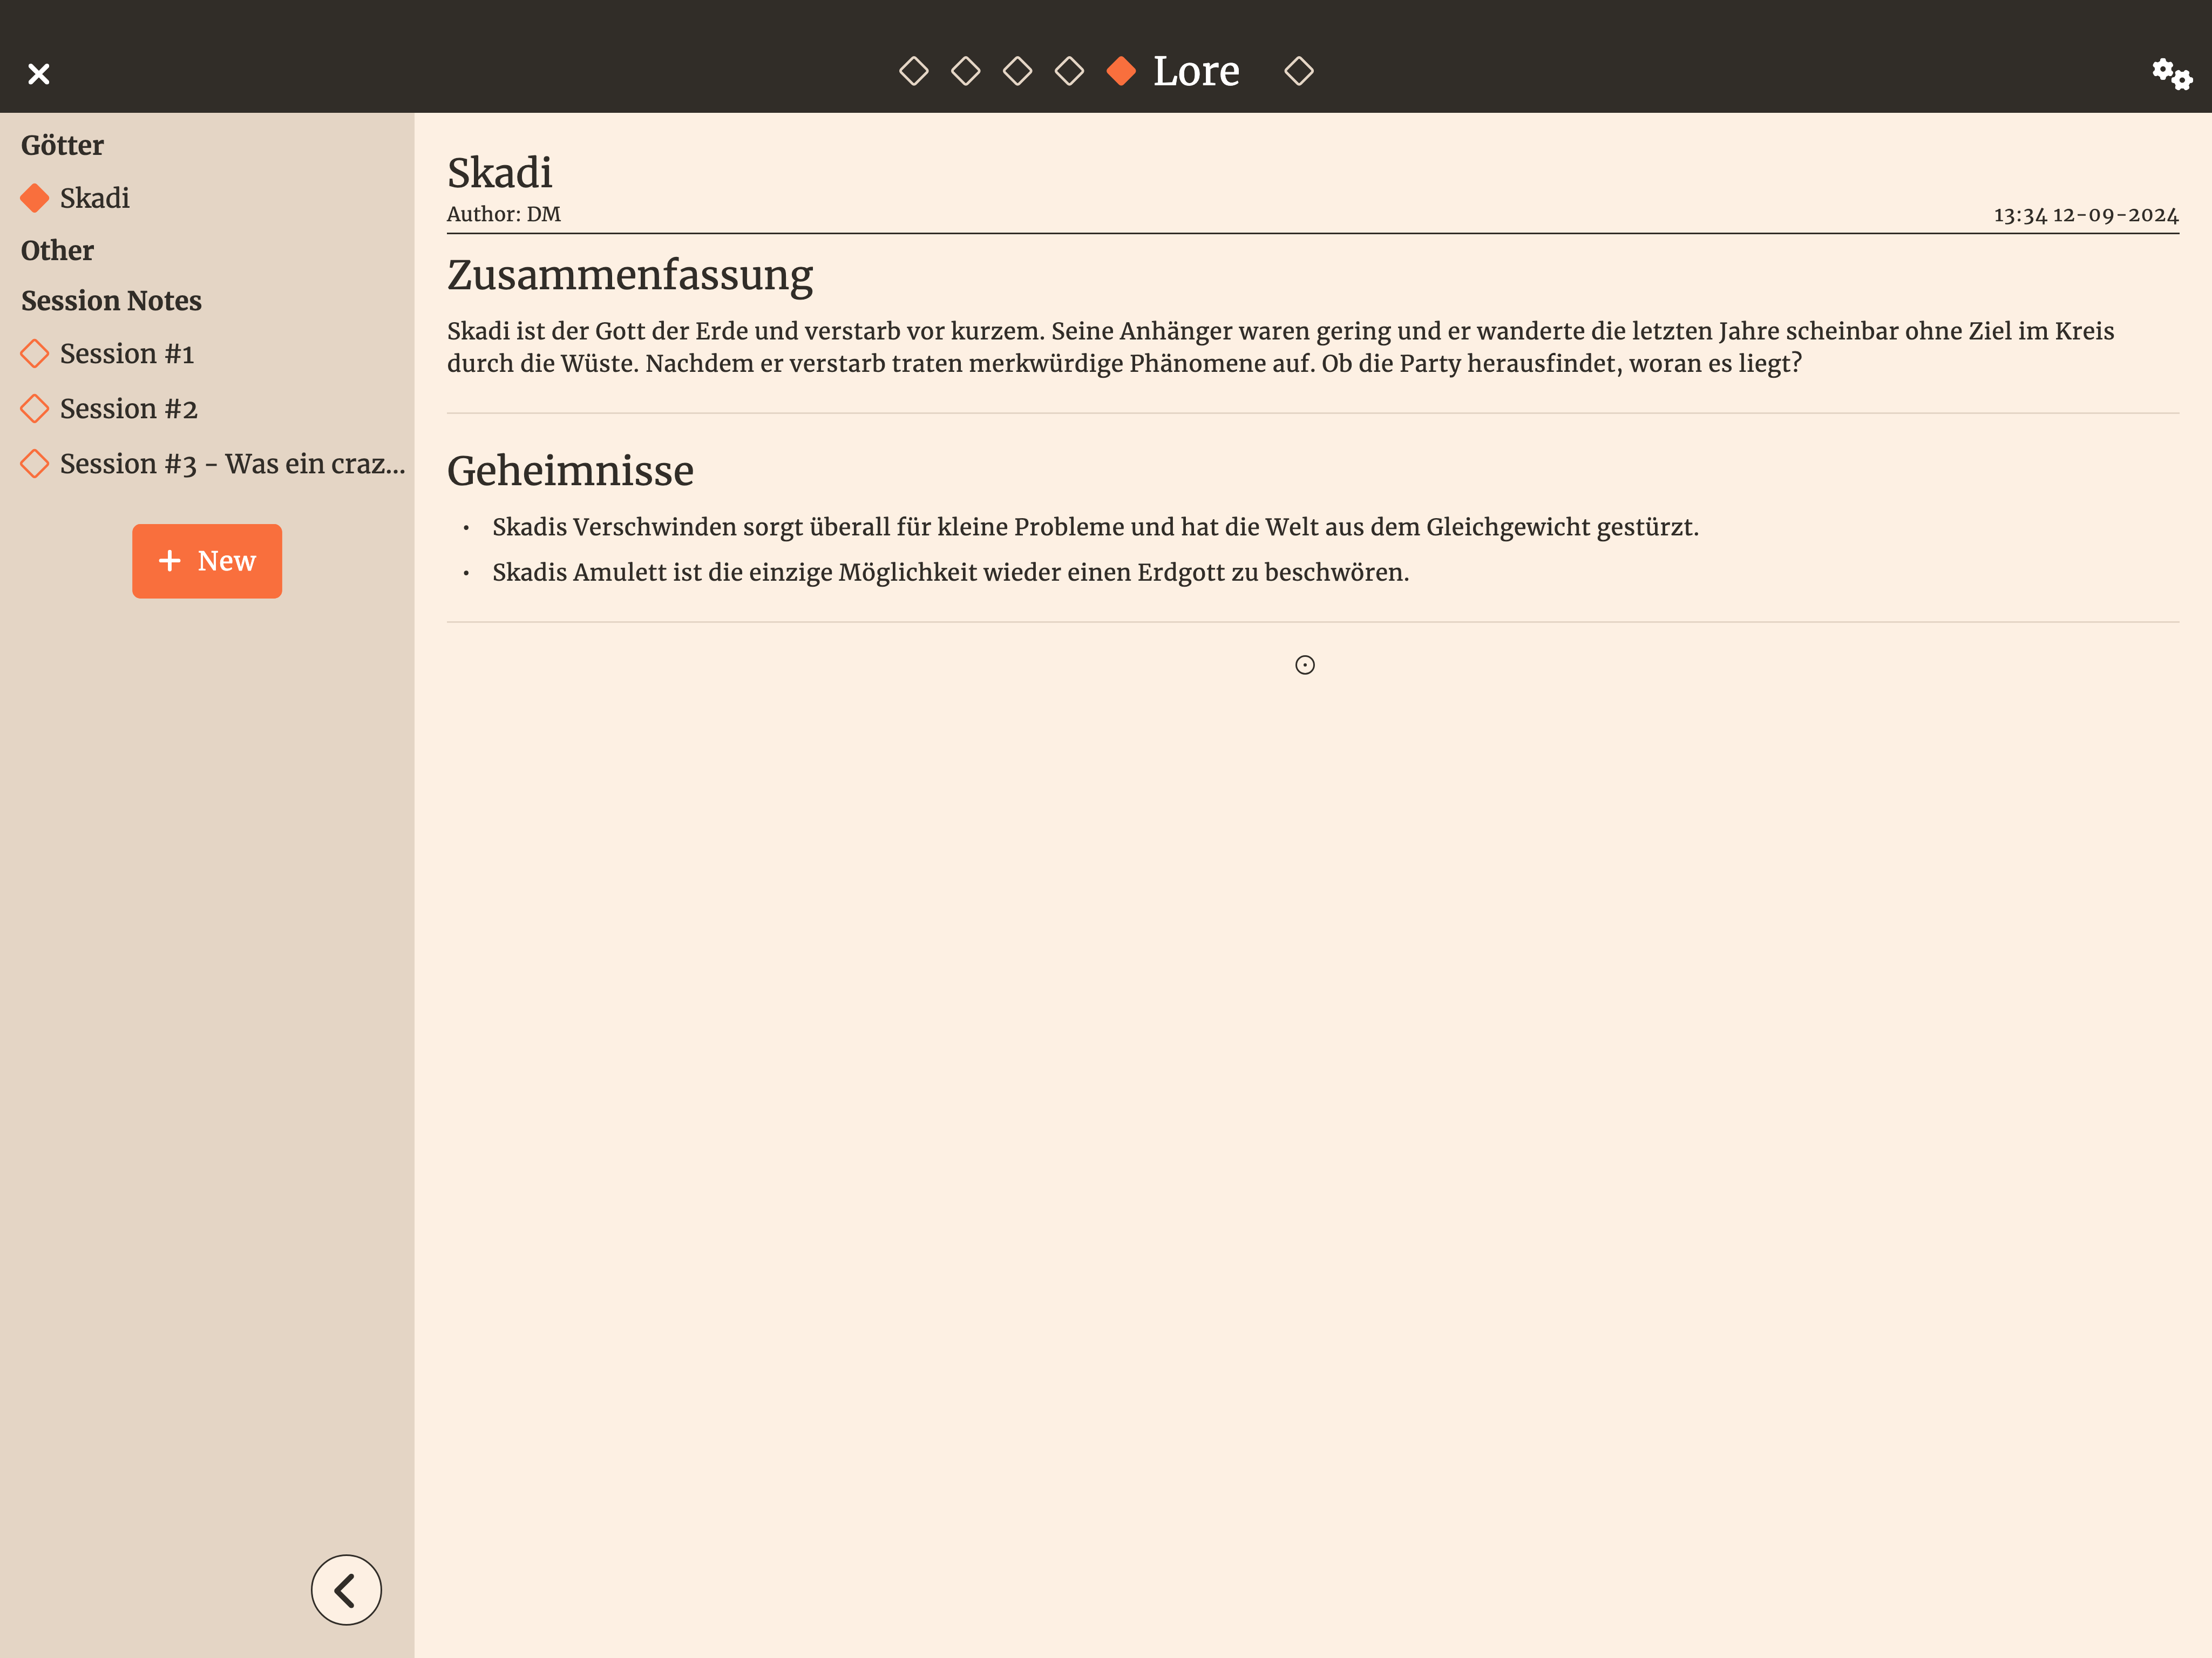 Lore
Götter
Skadi
Other
Session Notes
Session #1
Session #2
Session #3 - Was ein craz...
+ New
Skadi
Author: DM
13:34 12-09-2024
Zusammenfassung
Skadi ist der Gott der Erde und verstarb vor kurzem. Seine Anhänger waren gering und er wanderte die letzten Jahre scheinbar ohne Ziel im Kreis
durch die Wüste. Nachdem er verstarb traten merkwürdige Phänomene auf. Ob die Party herausfindet, woran es liegt?
Geheimnisse
• Skadis Verschwinden sorgt überall für kleine Probleme und hat die Welt aus dem Gleichgewicht gestürzt.
• Skadis Amulett ist die einzige Möglichkeit wieder einen Erdgott zu beschwören.